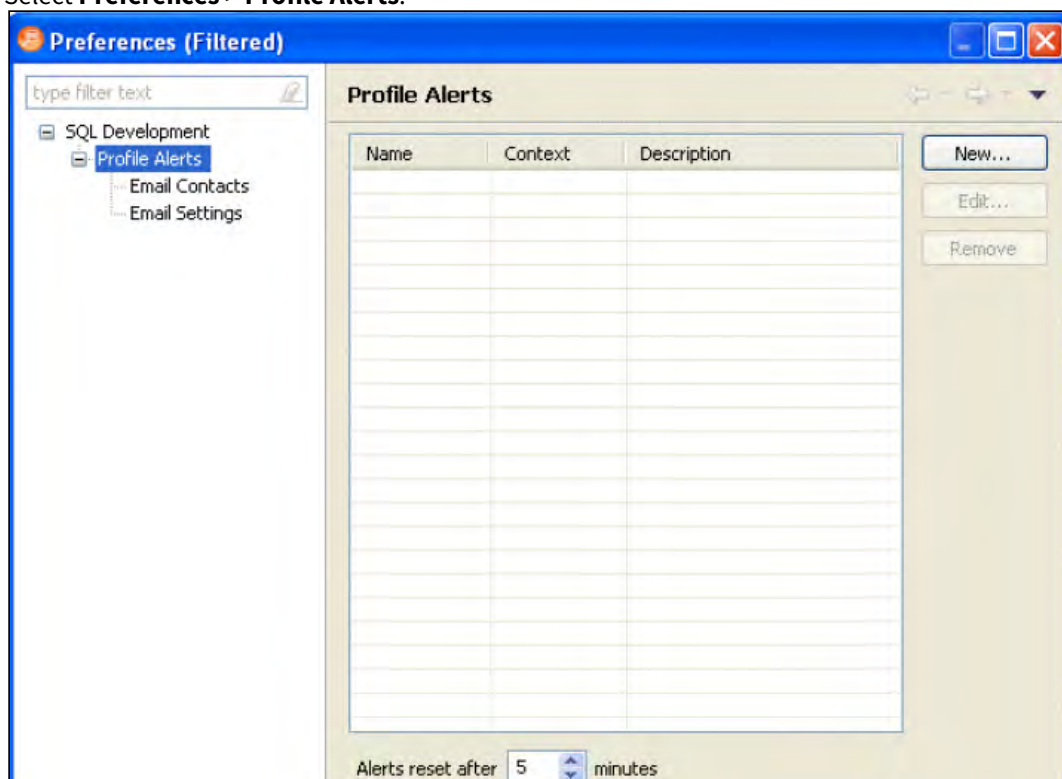 Select Preferences> Profile Alerts.
Preferences (Filtered)
type filter text
SQL Development
Profile Alerts
Email Contacts
Email Settings
Profile Alerts
Name Context Description
New...
Edit...
Remove
Alerts reset after 5 minutes